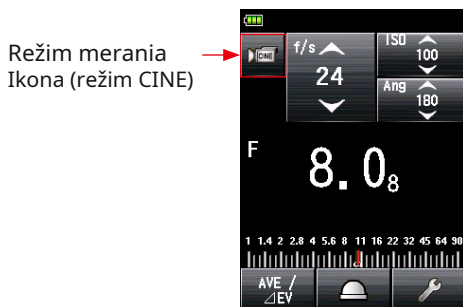 Režim merania
Ikona (režim CINE)
CINE
f/s
24
ISO
100
Ang
180
F
8.08
1 1.4 2 2.8 4 5.6 8 11 16 22 32 45 64 90
AVE /
⊿EV